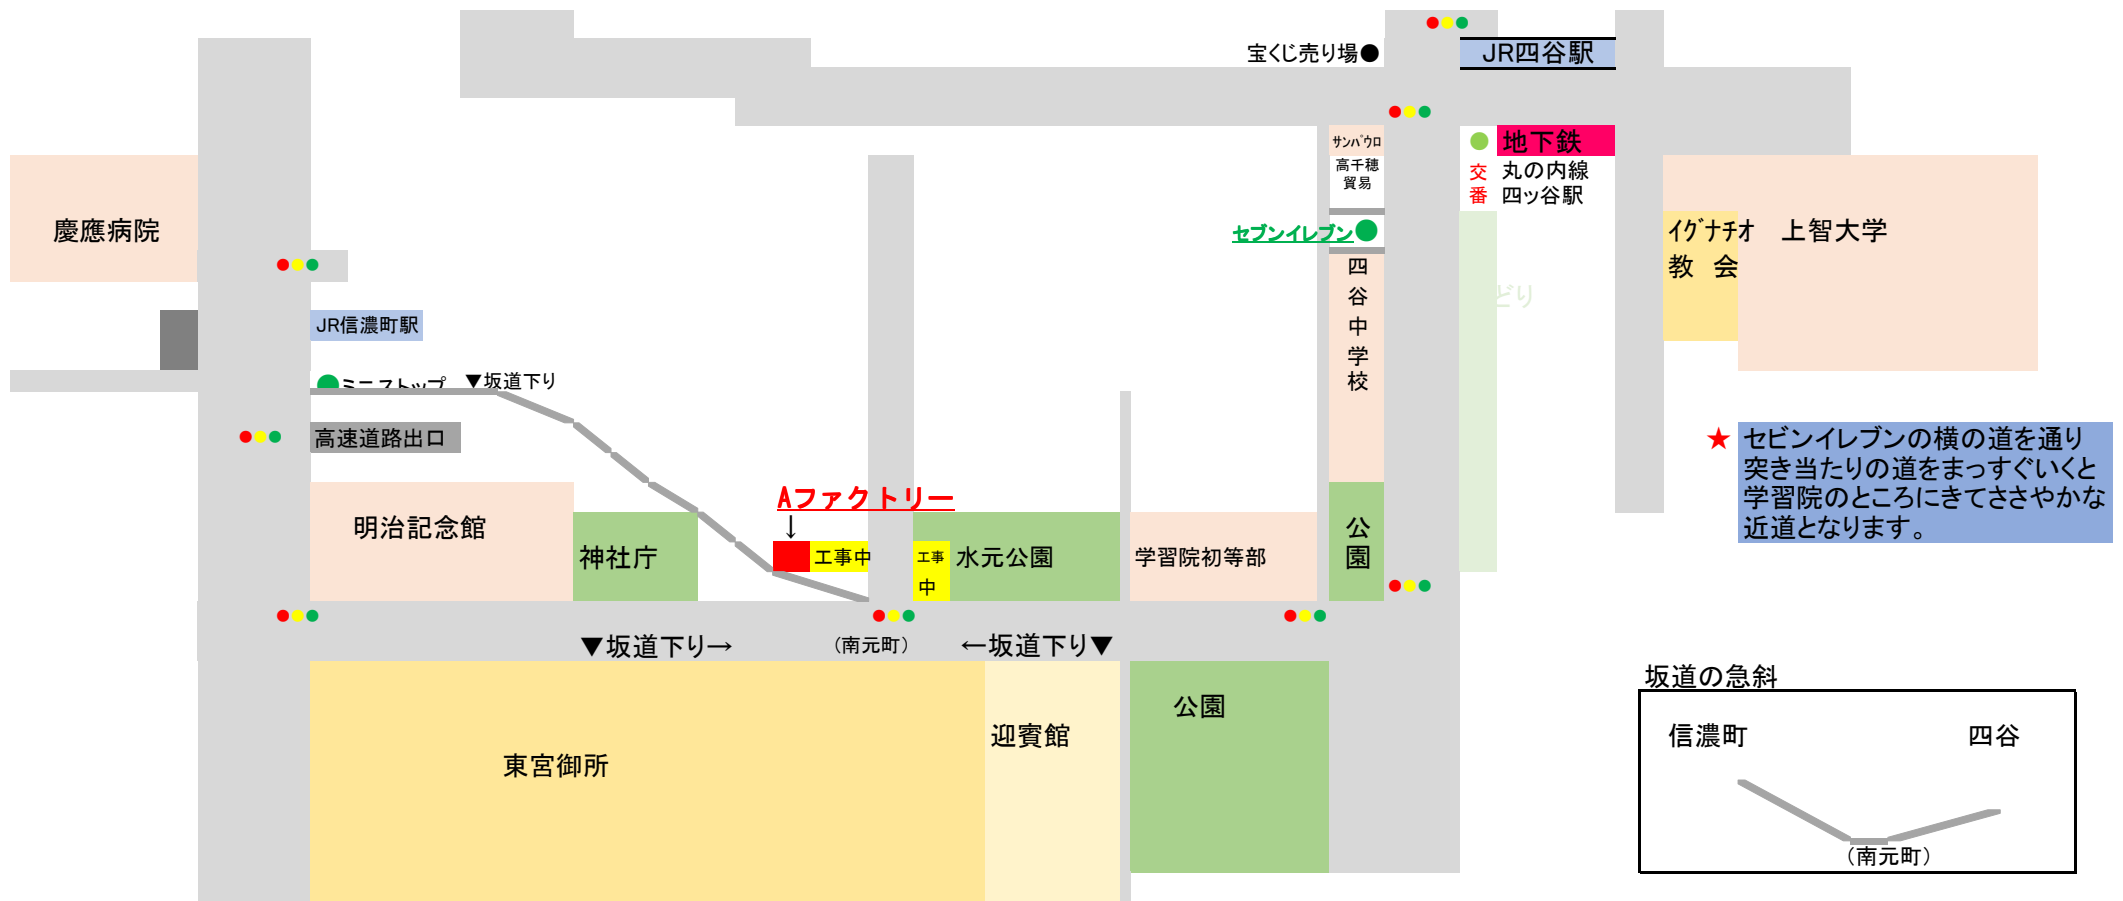 宝くじ売り場●
JR四谷駅
サンパウロ
高千穂
貿易
地下鉄
交番
丸の内線
四ッ谷駅
慶應病院
セブンイレブン
イグナチオ
教 会
上智大学
四谷中学校
どり
JR信濃町駅
ミニストップ
▼坂道下り
高速道路出口
★ セビンイレブンの横の道を通り
突き当たりの道をまっすぐいくと
学習院のところにきてささやかな
近道となります。
Aファクトリー
↓
明治記念館
神社庁
工事中
工事
中
水元公園
学習院初等部
公園
▼坂道下り→
（南元町）
←坂道下り▼
東宮御所
迎賓館
公園
坂道の急斜
信濃町
四谷
（南元町）